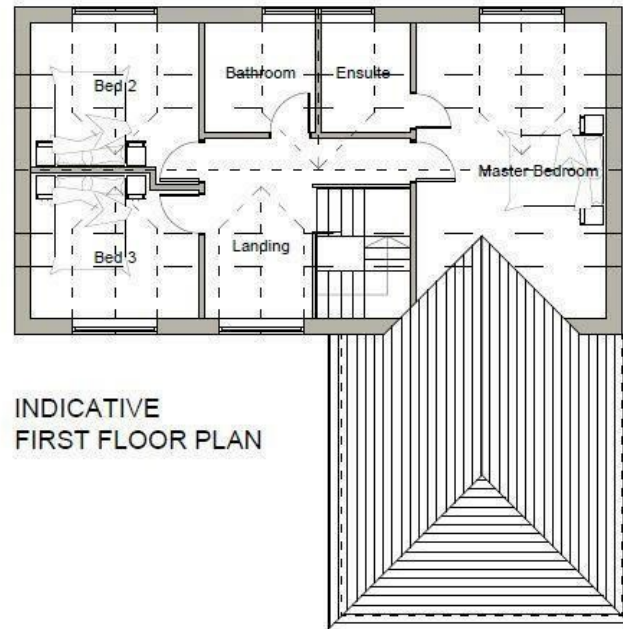 Bed 2
Bathroom
Ensuite
Master Bedroom
Bed 3
Landing
INDICATIVE
FIRST FLOOR PLAN